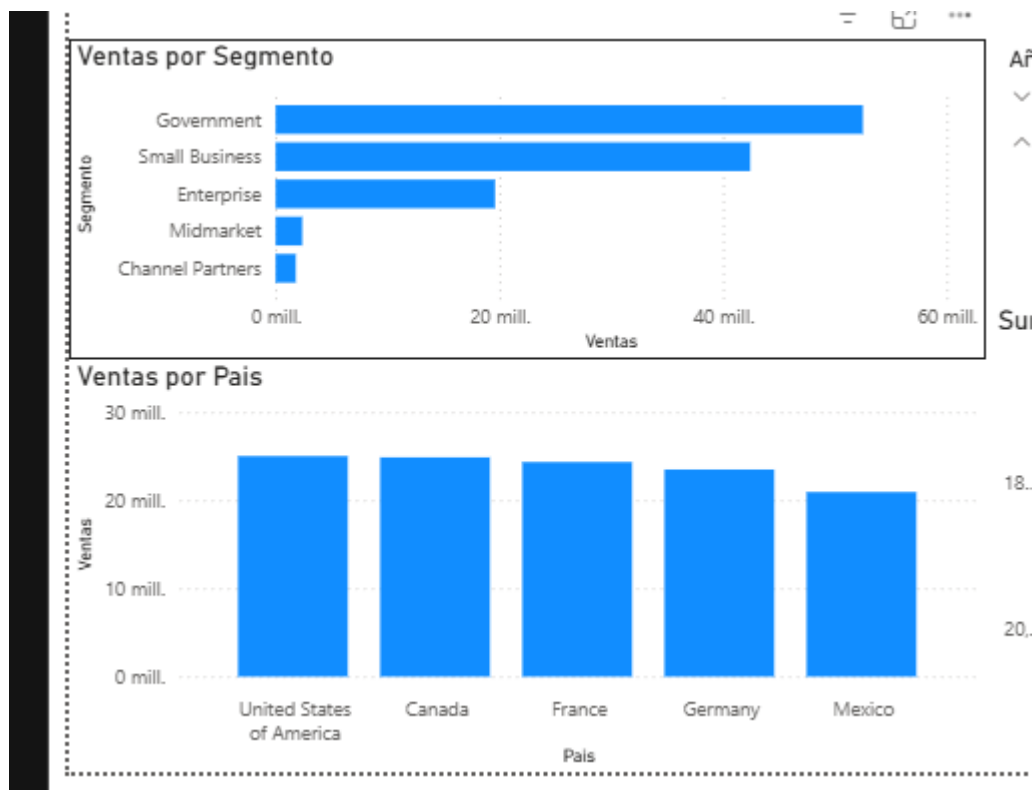 Ventas por Segmento
Segmento
Government
Small Business
Enterprise
Midmarket
Channel Partners
0 mill. 20 mill. 40 mill. 60 mill.
Ventas
Ventas por Pais
Ventas
30 mill.
20 mill.
10 mill.
0 mill.
United States of America
Canada
France
Germany
Mexico
Pais
18...
20,...